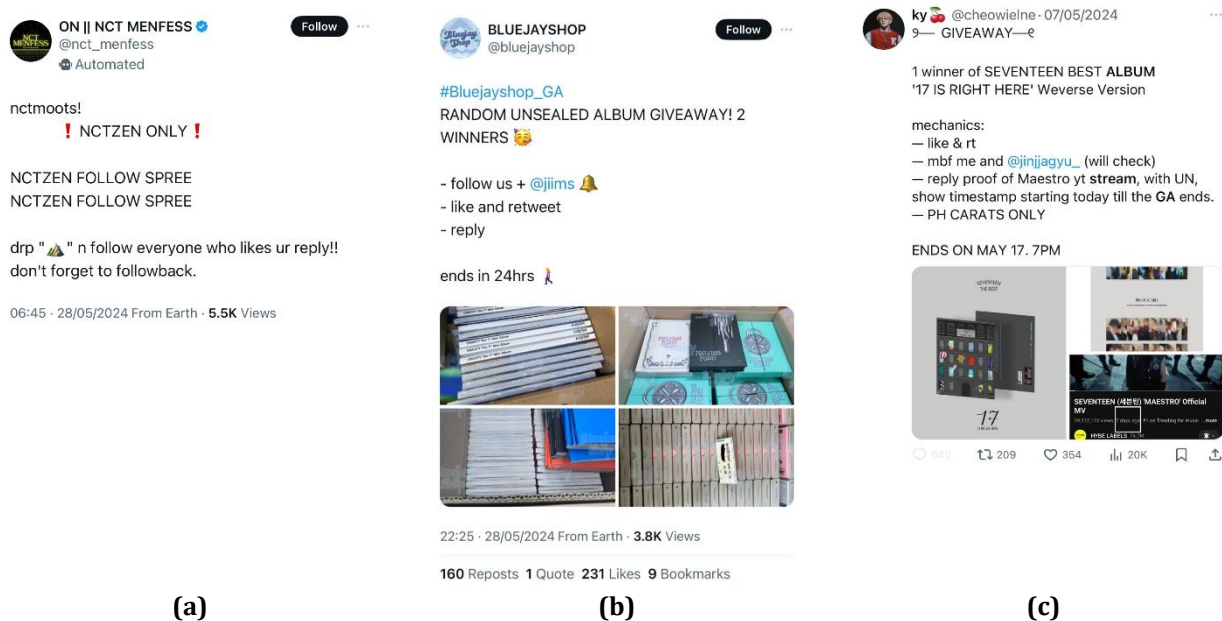 ON || NCT MENFESS
@nct_menfess
Automated
Follow
nctmoots!
❗ NCTZEN ONLY ❗
NCTZEN FOLLOW SPREE
NCTZEN FOLLOW SPREE
drp "⛰️" n follow everyone who likes ur reply!!
don't forget to followback.
06:45 · 28/05/2024 From Earth · 5.5K Views
(a)
BLUEJAYSHOP
@bluejayshop
Follow
#Bluejayshop_GA
RANDOM UNSEALED ALBUM GIVEAWAY! 2
WINNERS 🥳
- follow us + @jiims 🔔
- like and retweet
- reply
ends in 24hrs 🚶
22:25 · 28/05/2024 From Earth · 3.8K Views
160 Reposts 1 Quote 231 Likes 9 Bookmarks
(b)
ky🍒 @cheowielne · 07/05/2024
୨— GIVEAWAY—୧
1 winner of SEVENTEEN BEST ALBUM
'17 IS RIGHT HERE' Weverse Version
mechanics:
— like & rt
— mbf me and @jinjjagyu_ (will check)
— reply proof of Maestro yt stream, with UN,
show timestamp starting today till the GA ends.
— PH CARATS ONLY
ENDS ON MAY 17. 7PM
SEVENTEEN
THE BEST
17
SEVENTEEN (세븐틴) 'MAESTRO' Official
MV
HYBE LABELS
840 209 354 20K
(c)